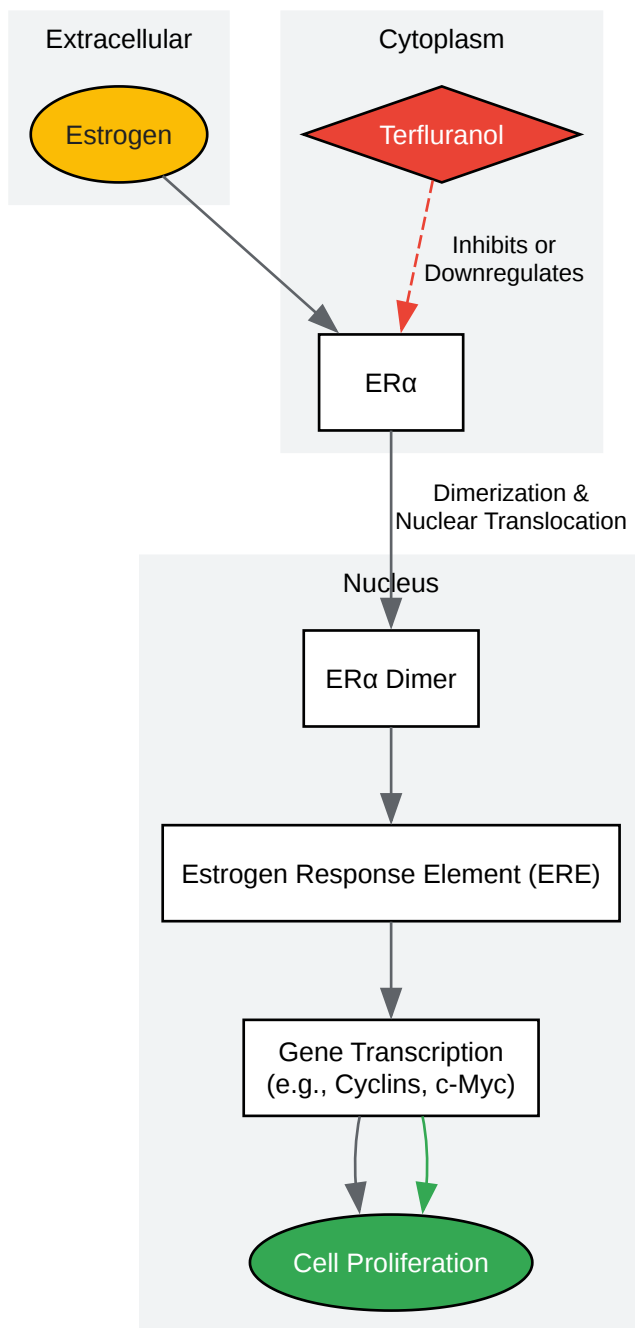 Extracellular
Cytoplasm
Estrogen
Terfluranol
Inhibits or
Downregulates
ERα
Dimerization &
Nuclear Translocation
Nucleus
ERα Dimer
Estrogen Response Element (ERE)
Gene Transcription
(e.g., Cyclins, c-Myc)
Cell Proliferation